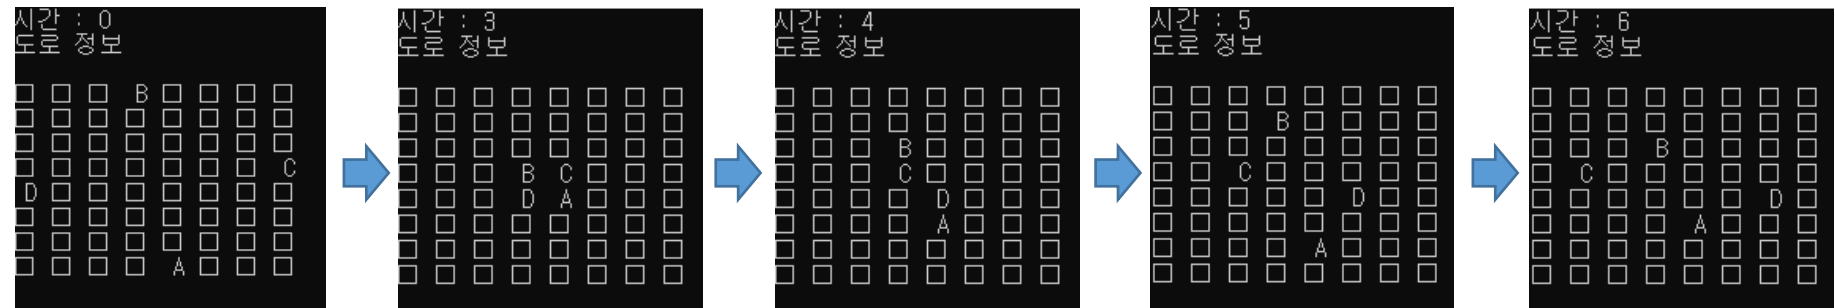 시간 : 0
도로 정보
□ □ □ B □ □ □ □
□ □ □ □ □ □ □ □
□ □ □ □ □ □ □ □
□ □ □ □ □ □ □ C
D □ □ □ □ □ □ □
□ □ □ □ □ □ □ □
□ □ □ □ □ □ □ □
□ □ □ □ A □ □ □
시간 : 3
도로 정보
□ □ □ □ □ □ □ □
□ □ □ □ □ □ □ □
□ □ □ □ □ □ □ □
□ □ □ B C □ □ □
□ □ □ D A □ □ □
□ □ □ □ □ □ □ □
□ □ □ □ □ □ □ □
□ □ □ □ □ □ □ □
시간 : 4
도로 정보
□ □ □ □ □ □ □ □
□ □ □ □ □ □ □ □
□ □ □ B □ □ □ □
□ □ □ C □ □ □ □
□ □ □ □ D □ □ □
□ □ □ □ A □ □ □
□ □ □ □ □ □ □ □
□ □ □ □ □ □ □ □
시간 : 5
도로 정보
□ □ □ □ □ □ □ □
□ □ □ B □ □ □ □
□ □ □ □ □ □ □ □
□ □ C □ □ □ □ □
□ □ □ □ □ D □ □
□ □ □ □ □ □ □ □
□ □ □ □ A □ □ □
□ □ □ □ □ □ □ □
시간 : 6
도로 정보
□ □ □ □ □ □ □ □
□ □ □ □ □ □ □ □
□ □ □ B □ □ □ □
□ C □ □ □ □ □ □
□ □ □ □ □ □ D □
□ □ □ □ A □ □ □
□ □ □ □ □ □ □ □
□ □ □ □ □ □ □ □